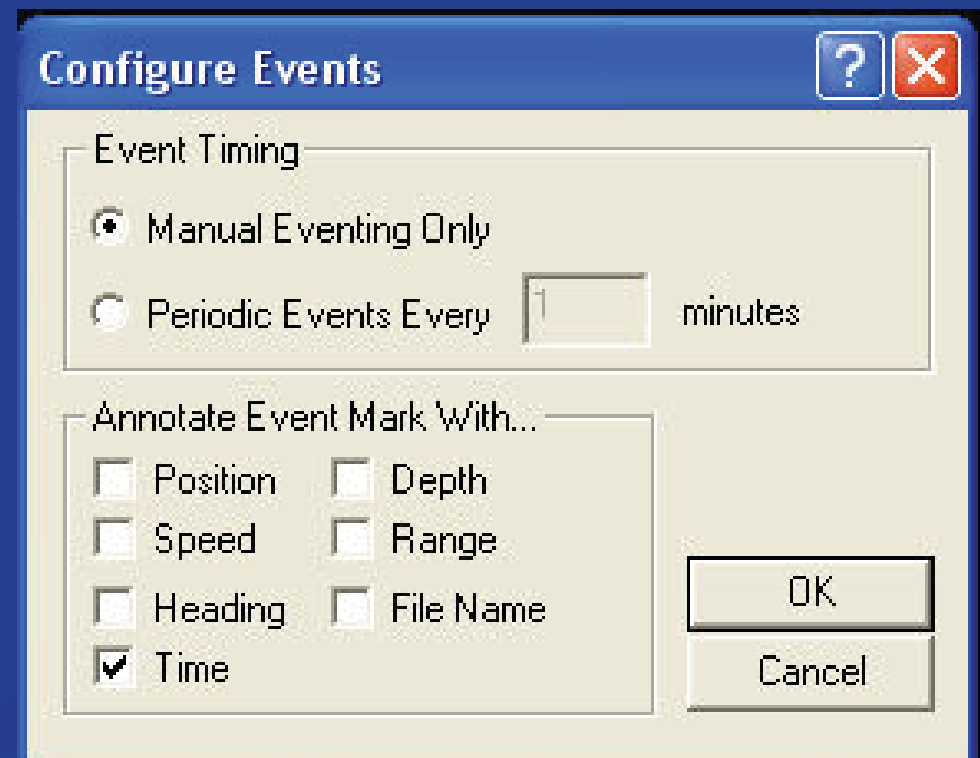 Configure Events
Event Timing
Manual Eventing Only
Periodic Events Every 1 minutes
Annotate Event Mark With...
Position Depth
Speed Range
Heading File Name
Time
OK
Cancel